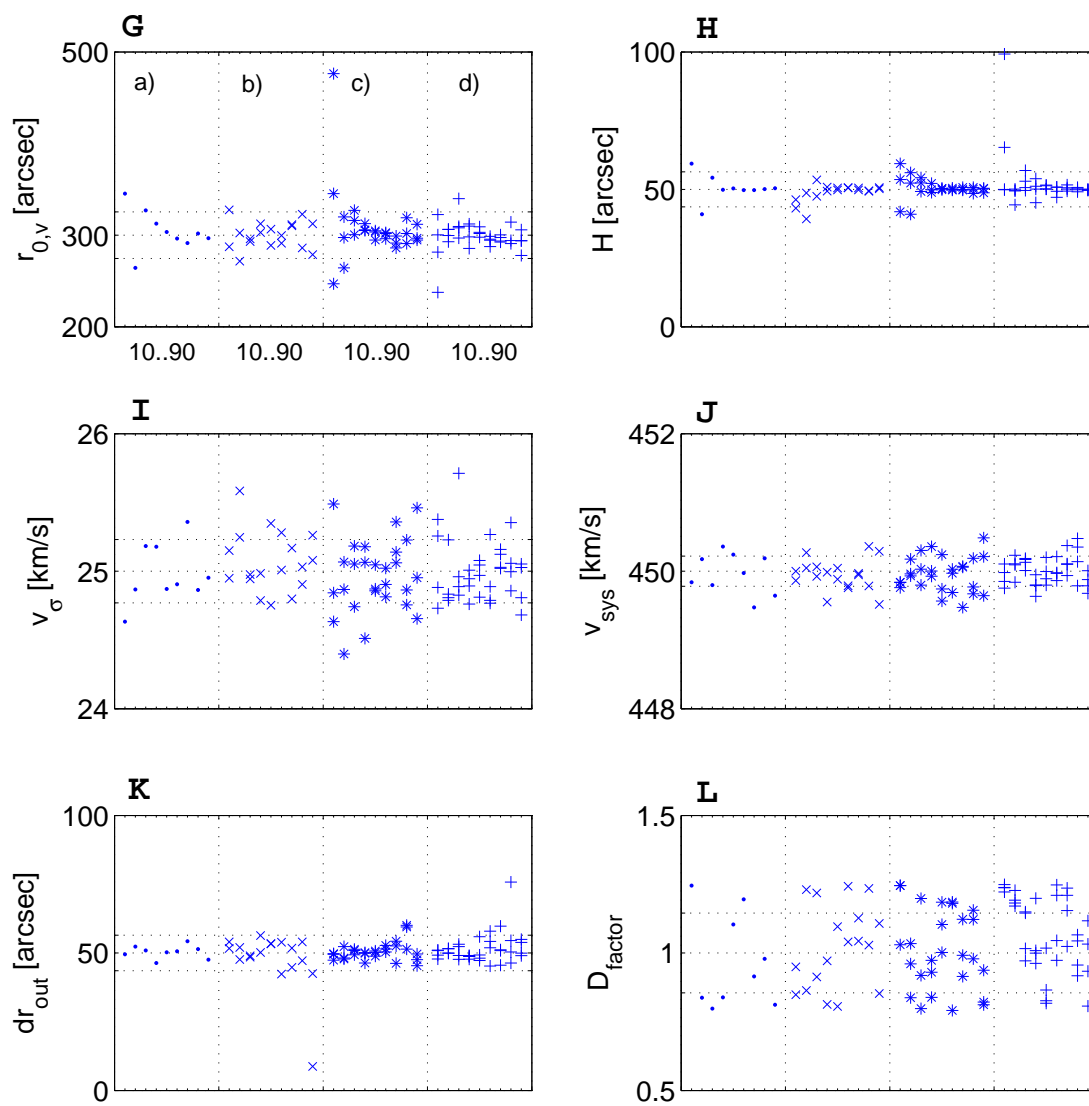 G
H
500
a)
b)
c)
d)
300
200
r0,v [arcsec]
10..90
10..90
10..90
10..90
100
50
0
H [arcsec]
I
J
26
25
24
vσ [km/s]
452
450
448
vsys [km/s]
K
L
100
50
0
drout [arcsec]
1.5
1
0.5
Dfactor